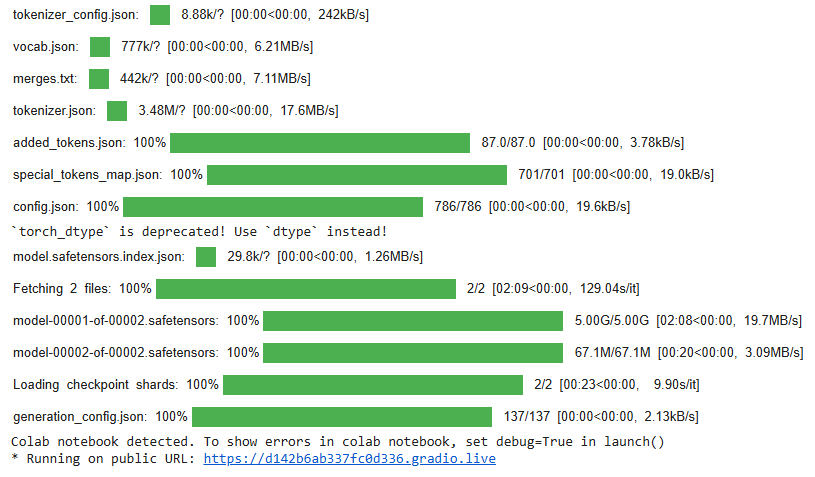 tokenizer_config.json: 8.88k/? [00:00<00:00, 242kB/s]
vocab.json: 777k/? [00:00<00:00, 6.21MB/s]
merges.txt: 442k/? [00:00<00:00, 7.11MB/s]
tokenizer.json: 3.48M/? [00:00<00:00, 17.6MB/s]
added_tokens.json: 100% 87.0/87.0 [00:00<00:00, 3.78kB/s]
special_tokens_map.json: 100% 701/701 [00:00<00:00, 19.0kB/s]
config.json: 100% 786/786 [00:00<00:00, 19.6kB/s]
`torch_dtype` is deprecated! Use `dtype` instead!
model.safetensors.index.json: 29.8k/? [00:00<00:00, 1.26MB/s]
Fetching 2 files: 100% 2/2 [02:09<00:00, 129.04s/it]
model-00001-of-00002.safetensors: 100% 5.00G/5.00G [02:08<00:00, 19.7MB/s]
model-00002-of-00002.safetensors: 100% 67.1M/67.1M [00:20<00:00, 3.09MB/s]
Loading checkpoint shards: 100% 2/2 [00:23<00:00, 9.90s/it]
generation_config.json: 100% 137/137 [00:00<00:00, 2.13kB/s]
Colab notebook detected. To show errors in colab notebook, set debug=True in launch()
* Running on public URL: https://d142b6ab337fc0d336.gradio.live